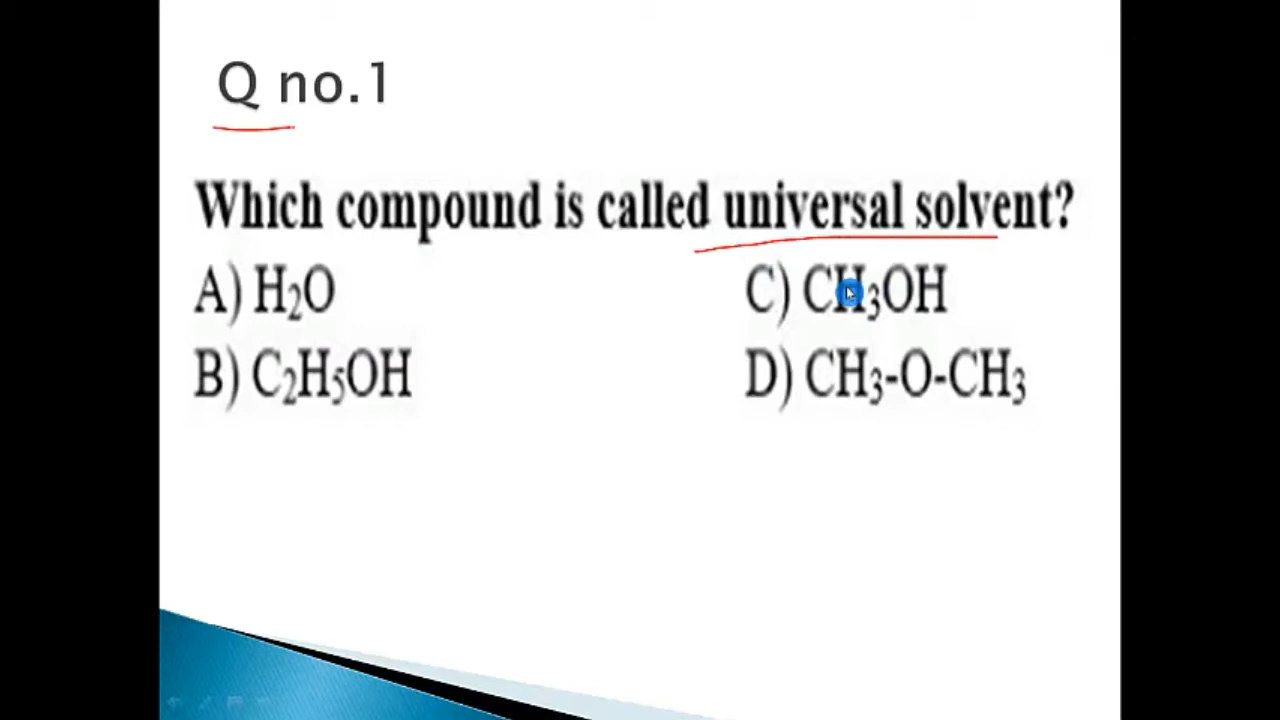 Q no.1
Which compound is called universal solvent?
A) H₂O C) CH₃OH
B) C₂H₅OH D) CH₃-O-CH₃